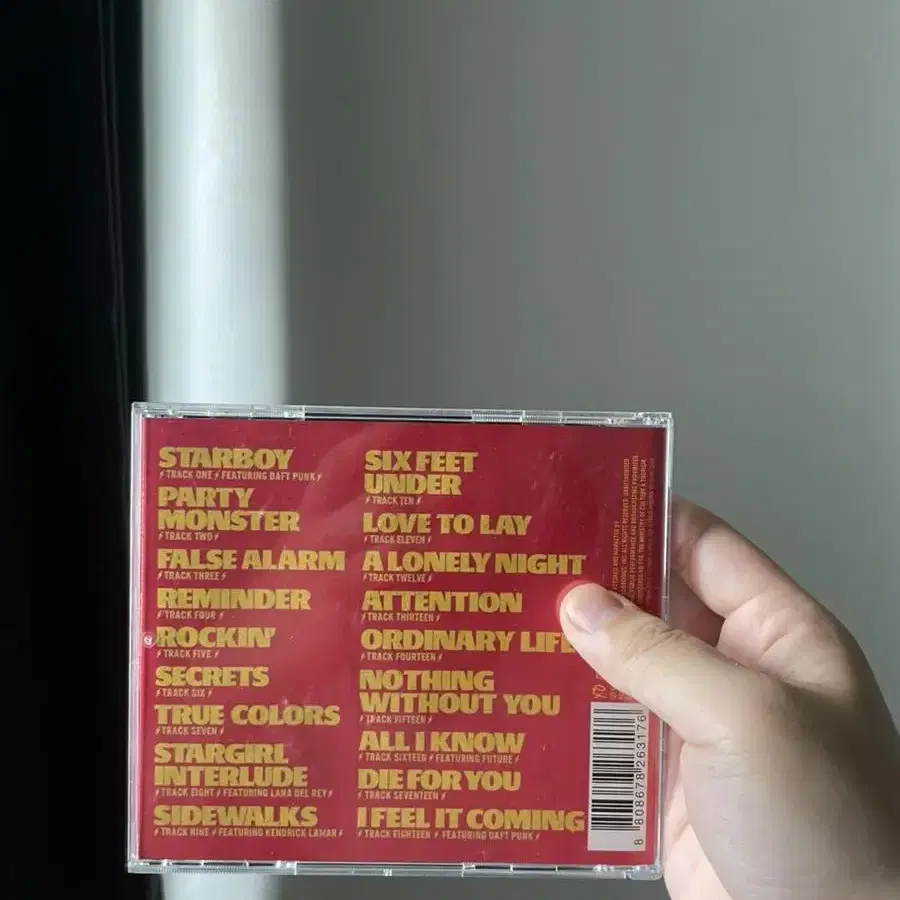 STARBOY
⚡TRACK ONE⚡FEATURING DAFT PUNK⚡
PARTY
MONSTER
⚡TRACK TWO⚡
FALSE ALARM
⚡TRACK THREE⚡
REMINDER
⚡TRACK FOUR⚡
ROCKIN'
⚡TRACK FIVE⚡
SECRETS
⚡TRACK SIX⚡
TRUE COLORS
⚡TRACK SEVEN⚡
STARGIRL
INTERLUDE
⚡TRACK EIGHT⚡FEATURING LANA DEL REY⚡
SIDEWALKS
⚡TRACK NINE⚡FEATURING KENDRICK LAMAR⚡
SIX FEET
UNDER
⚡TRACK TEN⚡
LOVE TO LAY
⚡TRACK ELEVEN⚡
A LONELY NIGHT
⚡TRACK TWELVE⚡
ATTENTION
⚡TRACK THIRTEEN⚡
ORDINARY LIFE
⚡TRACK FOURTEEN⚡
NOTHING
WITHOUT YOU
⚡TRACK FIFTEEN⚡
ALL I KNOW
⚡TRACK SIXTEEN⚡FEATURING FUTURE⚡
DIE FOR YOU
⚡TRACK SEVENTEEN⚡
I FEEL IT COMING
⚡TRACK EIGHTEEN⚡FEATURING DAFT PUNK⚡
XO
8 808678 263176